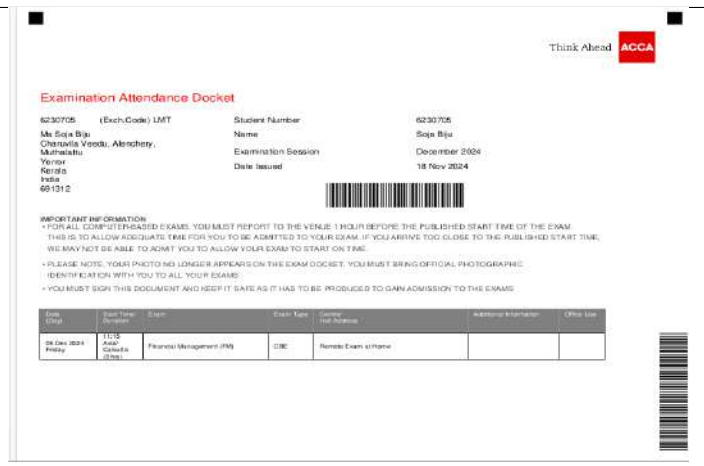 Think Ahead ACCA
Examination Attendance Docket
6230705 (Exch.Code) LMT Student Number 6230705
Ms Soja Biju Name Soja Biju
Charuvila Veedu, Alenchery,
Muthalattu Examination Session December 2024
Yeroor
Kerala Date Issued 18 Nov 2024
India
691312
IMPORTANT INFORMATION
• FOR ALL COMPUTER-BASED EXAMS, YOU MUST REPORT TO THE VENUE 1 HOUR BEFORE THE PUBLISHED START TIME OF THE EXAM
THIS IS TO ALLOW ADEQUATE TIME FOR YOU TO BE ADMITTED TO YOUR EXAM. IF YOU ARRIVE TOO CLOSE TO THE PUBLISHED START TIME,
WE MAY NOT BE ABLE TO ADMIT YOU TO ALLOW YOUR EXAM TO START ON TIME.
• PLEASE NOTE, YOUR PHOTO NO LONGER APPEARS ON THE EXAM DOCKET. YOU MUST BRING OFFICIAL PHOTOGRAPHIC
IDENTIFICATION WITH YOU TO ALL YOUR EXAMS
• YOU MUST SIGN THIS DOCUMENT AND KEEP IT SAFE AS IT HAS TO BE PRODUCED TO GAIN ADMISSION TO THE EXAMS
Date Start Time/ Exam Exam Type Centre/ Additional Information Office Use
(Day) Duration Hall Address
06 Dec 2024 11:15 Financial Management (FM) CBE Remote Exam at Home
Friday Asia/
Calcutta
(3 hrs)